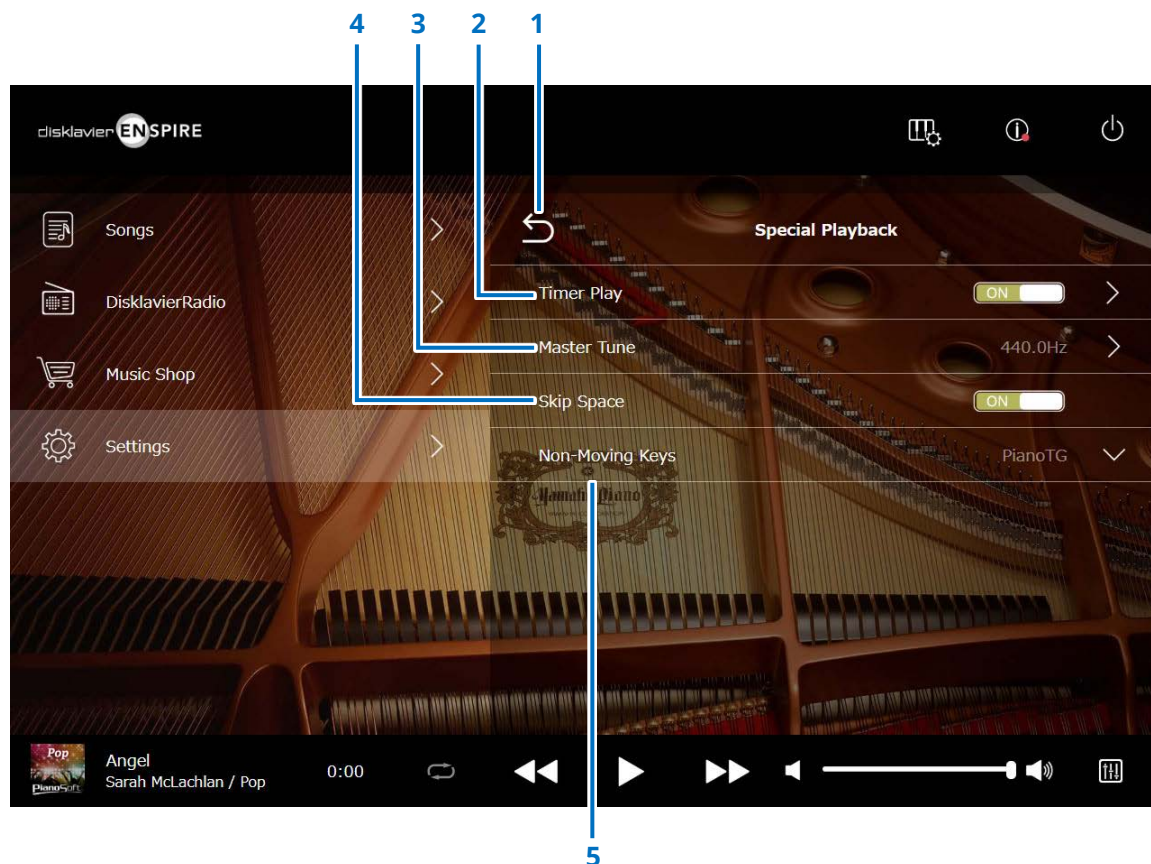 4 3 2 1
disklavier ENSPIRE
Songs
Special Playback
Timer Play ON
DisklavierRadio
Master Tune 440.0Hz
Music Shop
Skip Space ON
Settings
Non-Moving Keys PianoTG
Yamaha Piano
Pop
PianoSoft
Angel
Sarah McLachlan / Pop
0:00
5